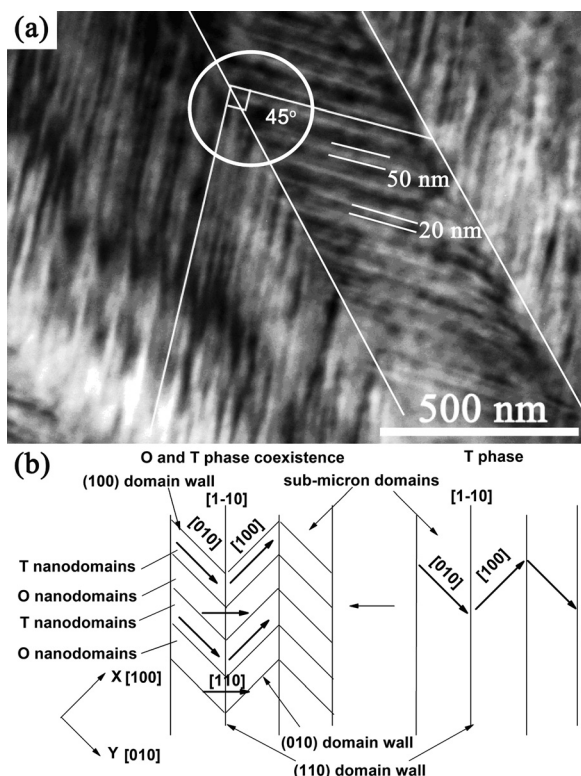 (a)
45°
50 nm
20 nm
500 nm
(b)
O and T phase coexistence
T phase
(100) domain wall
sub-micron domains
[1-10]
[1-10]
[010]
[100]
[010]
[100]
T nanodomains
O nanodomains
T nanodomains
O nanodomains
[110]
X [100]
Y [010]
(010) domain wall
(110) domain wall